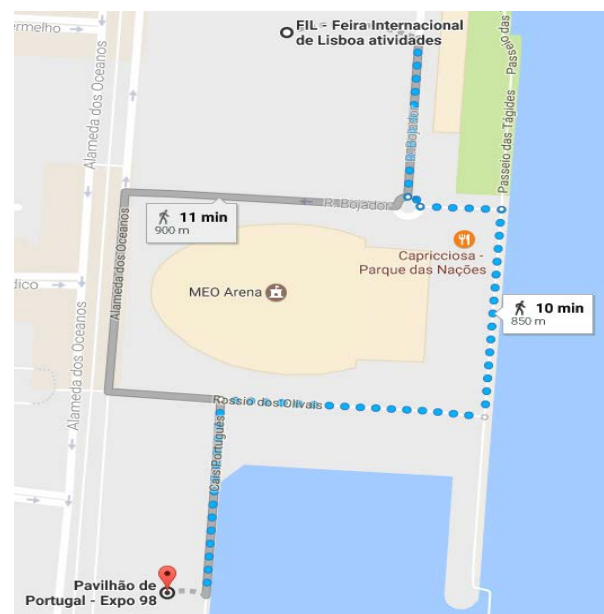 FIL - Feira Internacional
de Lisboa atividades
ermelho
Alameda dos Oceanos
Passeio das
Passeio das Tágides
R. Bojador
R. Bojador
11 min
900 m
Alameda dos Oceanos
Capricciosa -
Parque das Nações
MEO Arena
dico
10 min
850 m
Alameda dos Oceanos
Rossio dos Olivais
(Cais Português)
Pavilhão de
Portugal - Expo 98